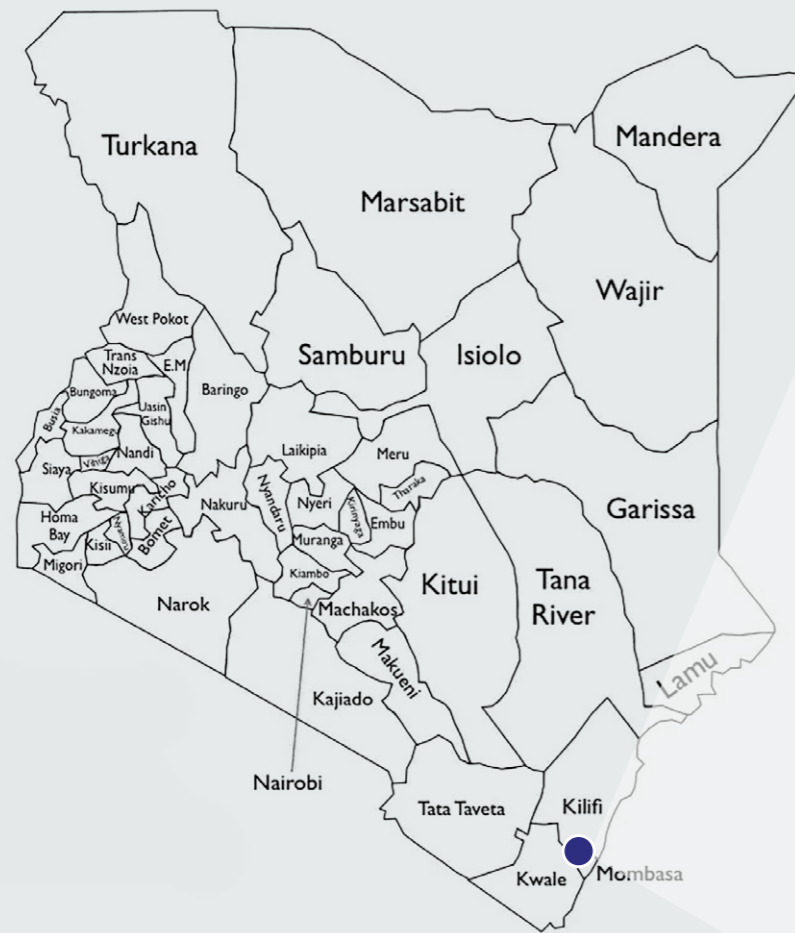 Turkana
Marsabit
Mandera
Wajir
West Pokot
Samburu
Isiolo
Trans
Nzoia
E.M
Baringo
Bungoma
Uasin
Gishu
Busia
Kakamegu
Nandi
Laikipia
Meru
Vihiga
Siaya
Kisumu
Karicho
Nakuru
Nyandaru
Nyeri
Kirinyaga
Tharaka
Embu
Garissa
Homa
Bay
Kisii
Bomet
Muranga
Migori
Kiambo
Kitui
Tana
River
Narok
Machakos
Makueni
Lamu
Kajiado
Nairobi
Tata Taveta
Kilifi
Kwale
Mombasa